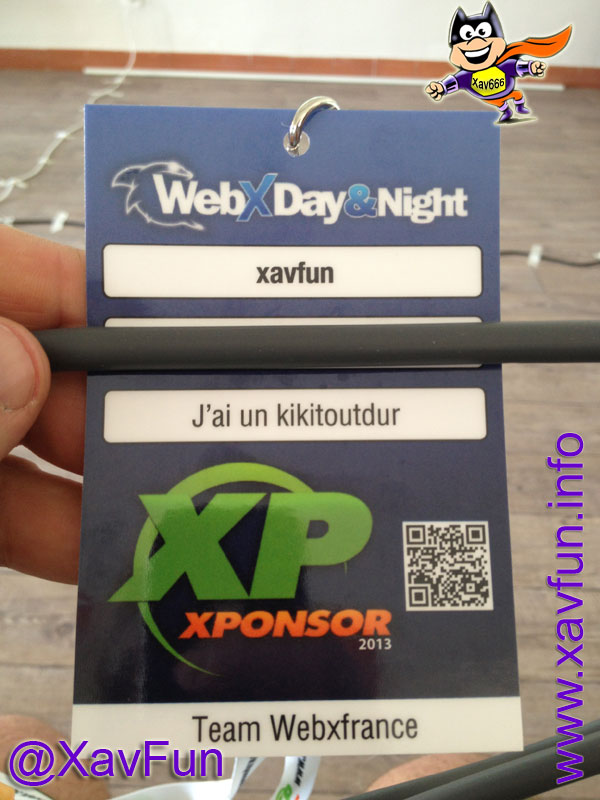 Xav666
WebXDay&Night
xavfun
J'ai un kikitoutdur
XP
XPONSOR
2013
Team Webxfrance
@XavFun
www.xavfun.info